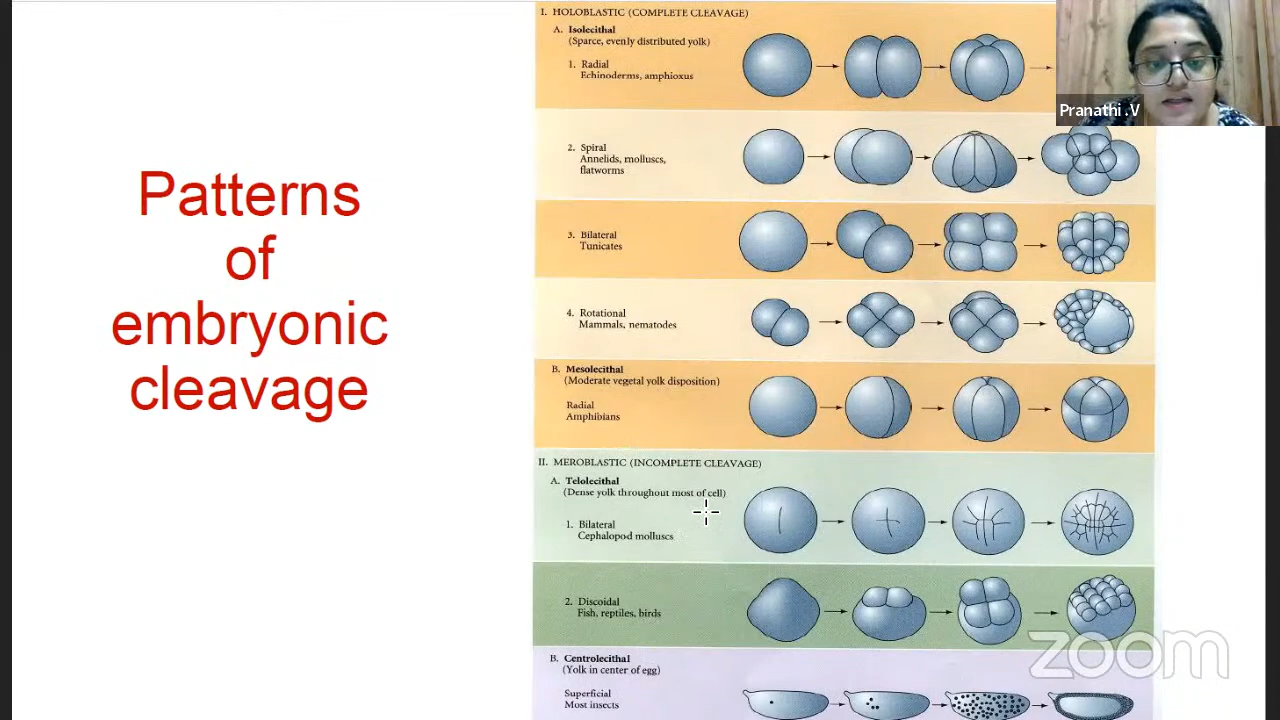 Patterns
of
embryonic
cleavage
I. HOLOBLASTIC (COMPLETE CLEAVAGE)
A. Isolecithal
(Sparce, evenly distributed yolk)
1. Radial
Echinoderms, amphioxus
2. Spiral
Annelids, molluscs,
flatworms
3. Bilateral
Tunicates
4. Rotational
Mammals, nematodes
B. Mesolecithal
(Moderate vegetal yolk disposition)
Radial
Amphibians
II. MEROBLASTIC (INCOMPLETE CLEAVAGE)
A. Telolecithal
(Dense yolk throughout most of cell)
1. Bilateral
Cephalopod molluscs
2. Discoidal
Fish, reptiles, birds
B. Centrolecithal
(Yolk in center of egg)
Superficial
Most insects
Pranathi .V
zoom